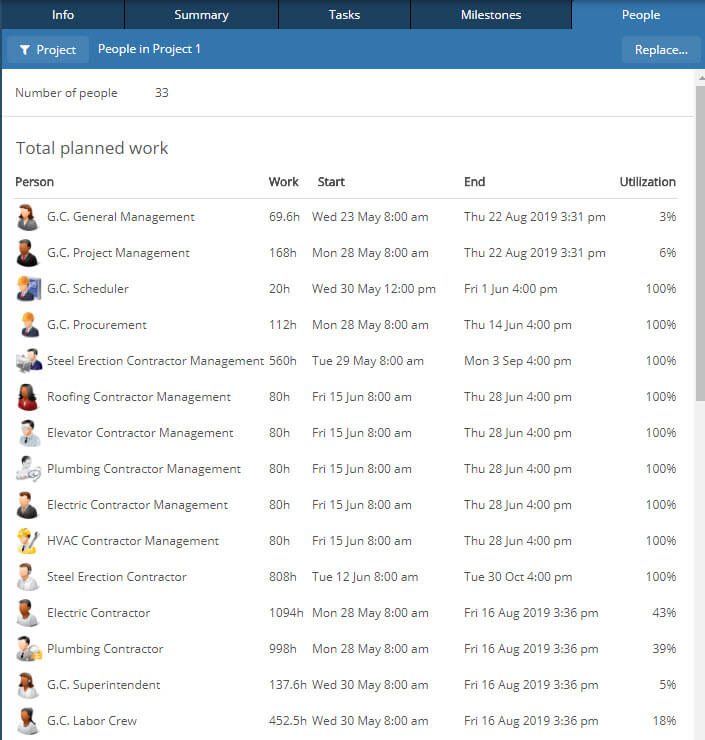 Info Summary Tasks Milestones People
Project People in Project 1 Replace...
Number of people 33
Total planned work
Person Work Start End Utilization
G.C. General Management 69.6h Wed 23 May 8:00 am Thu 22 Aug 2019 3:31 pm 3%
G.C. Project Management 168h Mon 28 May 8:00 am Thu 22 Aug 2019 3:31 pm 6%
G.C. Scheduler 20h Wed 30 May 12:00 pm Fri 1 Jun 4:00 pm 100%
G.C. Procurement 112h Mon 28 May 8:00 am Thu 14 Jun 4:00 pm 100%
Steel Erection Contractor Management 560h Tue 29 May 8:00 am Mon 3 Sep 4:00 pm 100%
Roofing Contractor Management 80h Fri 15 Jun 8:00 am Thu 28 Jun 4:00 pm 100%
Elevator Contractor Management 80h Fri 15 Jun 8:00 am Thu 28 Jun 4:00 pm 100%
Plumbing Contractor Management 80h Fri 15 Jun 8:00 am Thu 28 Jun 4:00 pm 100%
Electric Contractor Management 80h Fri 15 Jun 8:00 am Thu 28 Jun 4:00 pm 100%
HVAC Contractor Management 80h Fri 15 Jun 8:00 am Thu 28 Jun 4:00 pm 100%
Steel Erection Contractor 808h Tue 12 Jun 8:00 am Tue 30 Oct 4:00 pm 100%
Electric Contractor 1094h Mon 28 May 8:00 am Fri 16 Aug 2019 3:36 pm 43%
Plumbing Contractor 998h Mon 28 May 8:00 am Fri 16 Aug 2019 3:36 pm 39%
G.C. Superintendent 137.6h Wed 30 May 8:00 am Fri 16 Aug 2019 3:36 pm 5%
G.C. Labor Crew 452.5h Wed 30 May 8:00 am Fri 16 Aug 2019 3:36 pm 18%